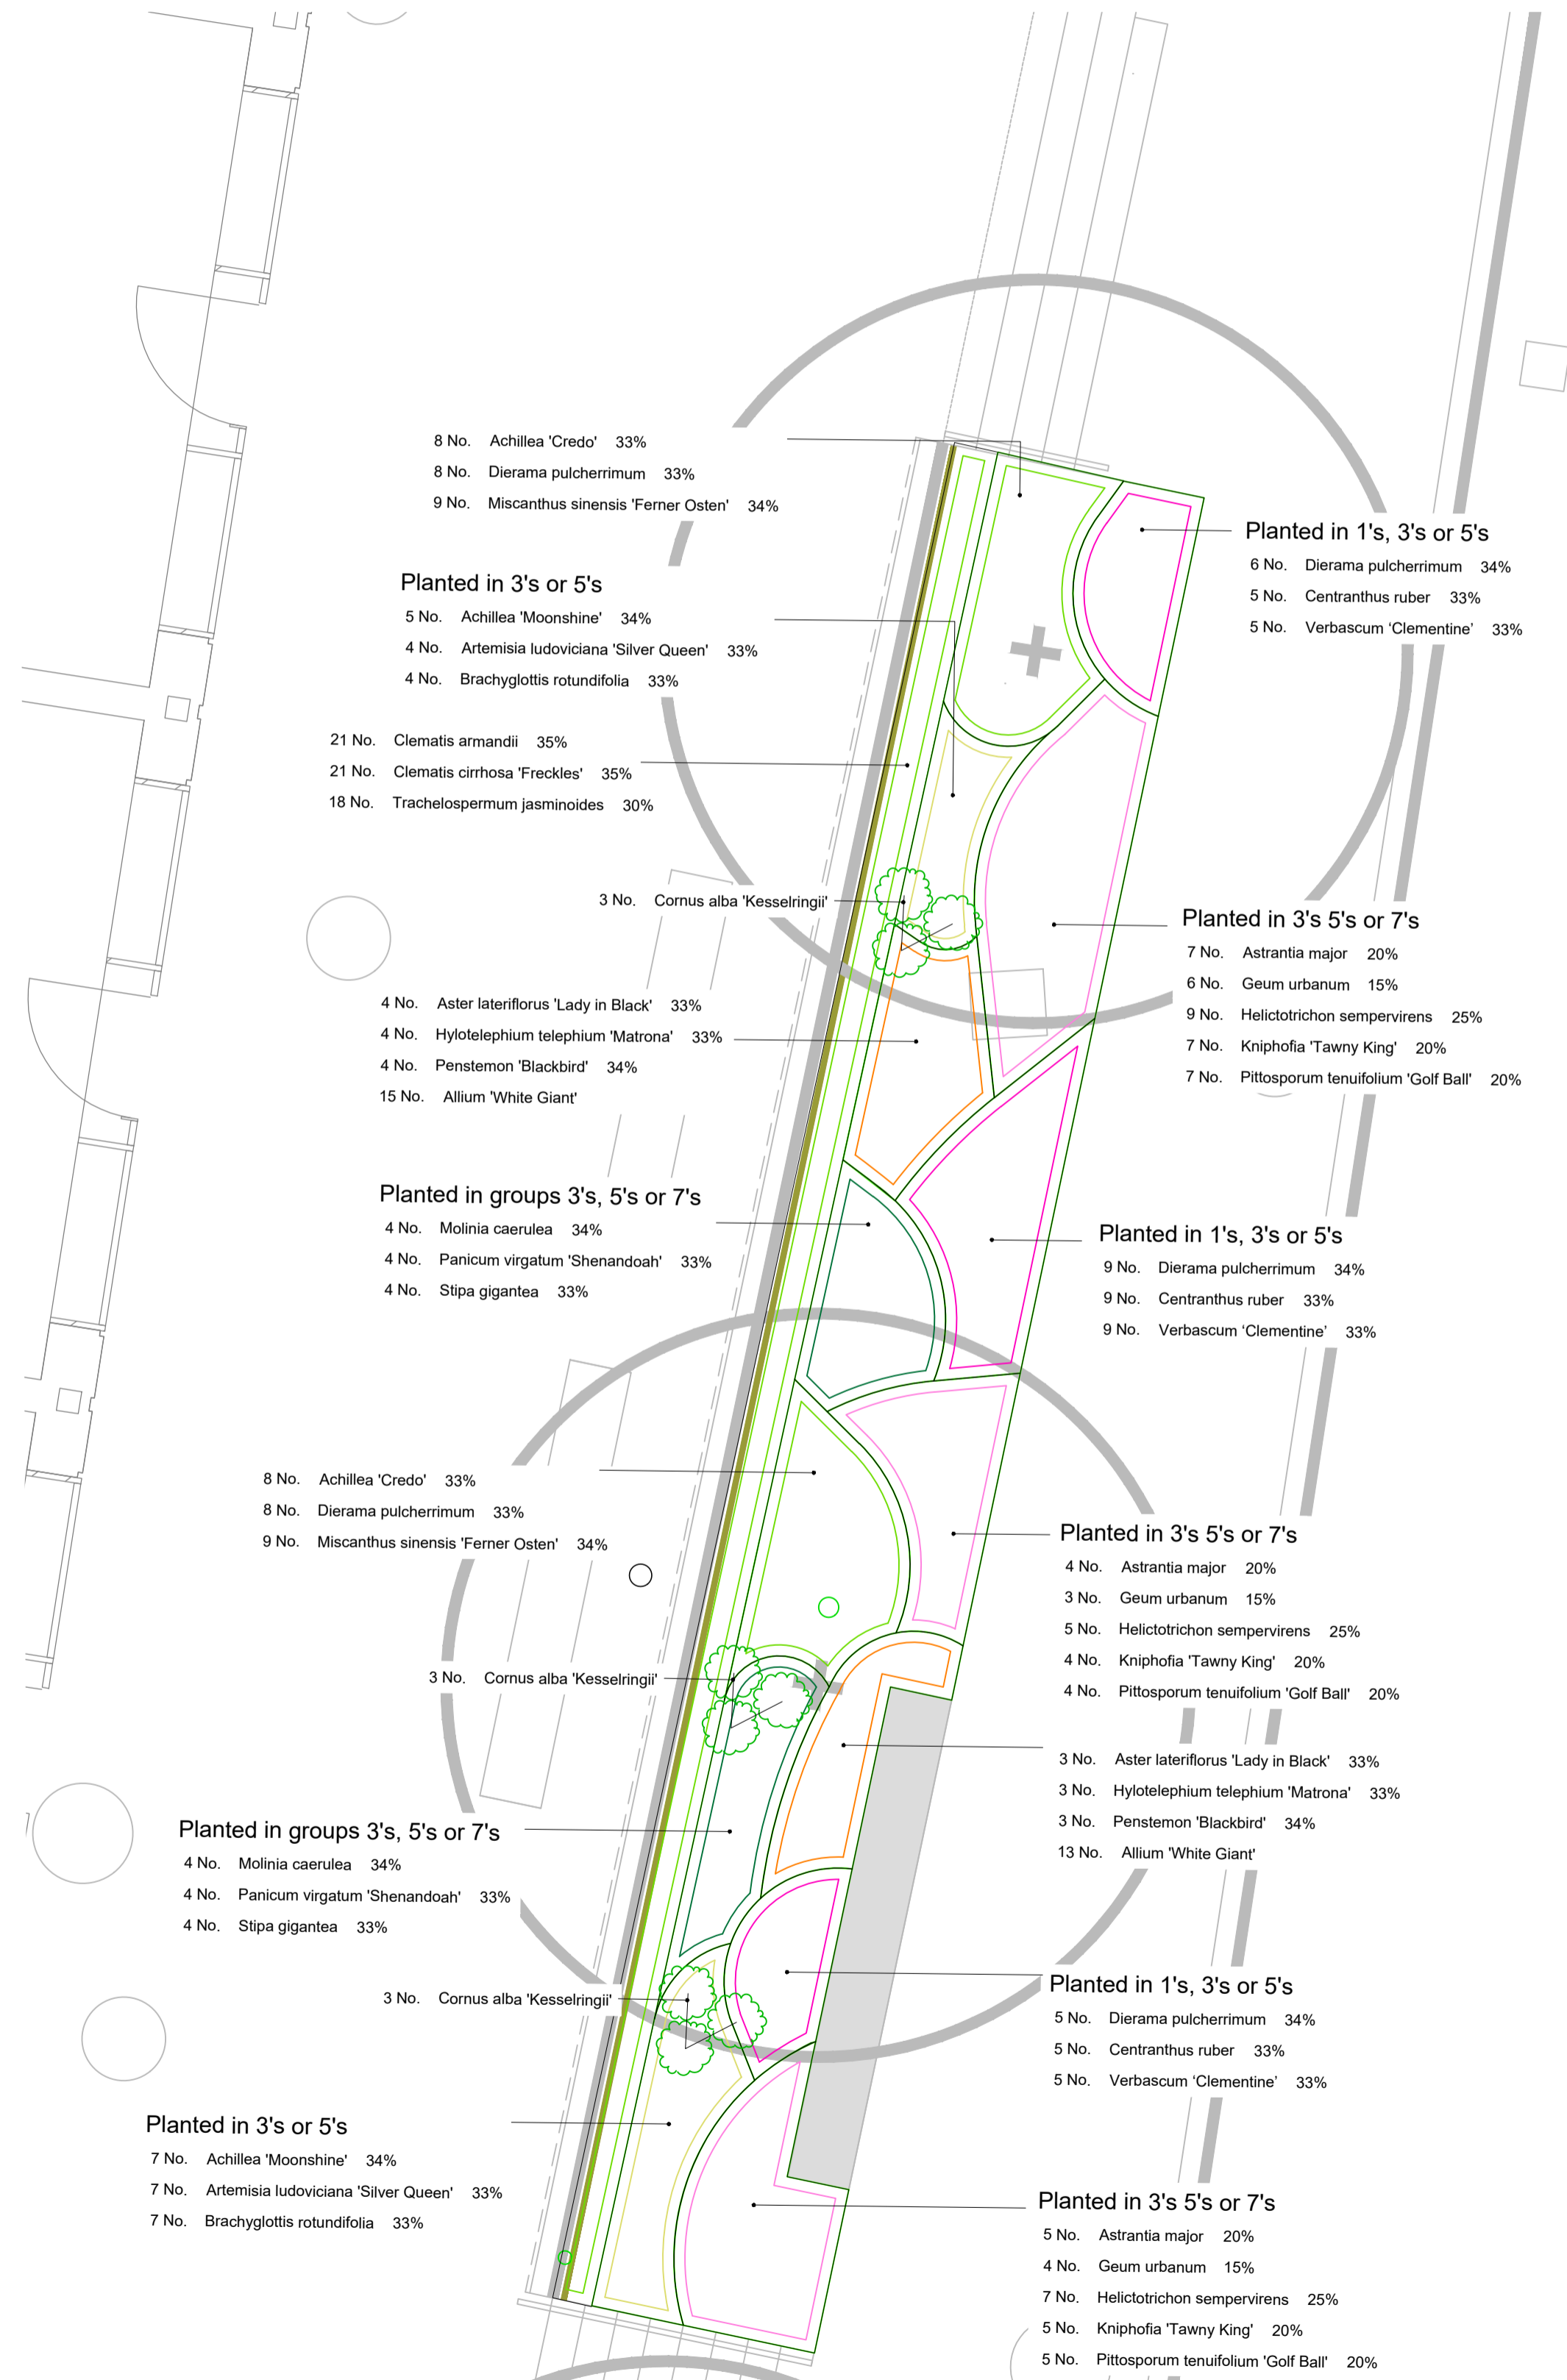 8 No. Achillea 'Credo' 33%
8 No. Dierama pulcherrimum 33%
9 No. Miscanthus sinensis 'Ferner Osten' 34%
Planted in 3's or 5's
5 No. Achillea 'Moonshine' 34%
4 No. Artemisia ludoviciana 'Silver Queen' 33%
4 No. Brachyglottis rotundifolia 33%
21 No. Clematis armandii 35%
21 No. Clematis cirrhosa 'Freckles' 35%
18 No. Trachelospermum jasminoides 30%
3 No. Cornus alba 'Kesselringii'
4 No. Aster lateriflorus 'Lady in Black' 33%
4 No. Hylotelephium telephium 'Matrona' 33%
4 No. Penstemon 'Blackbird' 34%
15 No. Allium 'White Giant'
Planted in groups 3's, 5's or 7's
4 No. Molinia caerulea 34%
4 No. Panicum virgatum 'Shenandoah' 33%
4 No. Stipa gigantea 33%
8 No. Achillea 'Credo' 33%
8 No. Dierama pulcherrimum 33%
9 No. Miscanthus sinensis 'Ferner Osten' 34%
3 No. Cornus alba 'Kesselringii'
Planted in groups 3's, 5's or 7's
4 No. Molinia caerulea 34%
4 No. Panicum virgatum 'Shenandoah' 33%
4 No. Stipa gigantea 33%
3 No. Cornus alba 'Kesselringii'
Planted in 3's or 5's
7 No. Achillea 'Moonshine' 34%
7 No. Artemisia ludoviciana 'Silver Queen' 33%
7 No. Brachyglottis rotundifolia 33%
Planted in 1's, 3's or 5's
6 No. Dierama pulcherrimum 34%
5 No. Centranthus ruber 33%
5 No. Verbascum ‘Clementine’ 33%
Planted in 3's 5's or 7's
7 No. Astrantia major 20%
6 No. Geum urbanum 15%
9 No. Helictotrichon sempervirens 25%
7 No. Kniphofia 'Tawny King' 20%
7 No. Pittosporum tenuifolium 'Golf Ball' 20%
Planted in 1's, 3's or 5's
9 No. Dierama pulcherrimum 34%
9 No. Centranthus ruber 33%
9 No. Verbascum ‘Clementine’ 33%
Planted in 3's 5's or 7's
4 No. Astrantia major 20%
3 No. Geum urbanum 15%
5 No. Helictotrichon sempervirens 25%
4 No. Kniphofia 'Tawny King' 20%
4 No. Pittosporum tenuifolium 'Golf Ball' 20%
3 No. Aster lateriflorus 'Lady in Black' 33%
3 No. Hylotelephium telephium 'Matrona' 33%
3 No. Penstemon 'Blackbird' 34%
13 No. Allium 'White Giant'
Planted in 1's, 3's or 5's
5 No. Dierama pulcherrimum 34%
5 No. Centranthus ruber 33%
5 No. Verbascum ‘Clementine’ 33%
Planted in 3's 5's or 7's
5 No. Astrantia major 20%
4 No. Geum urbanum 15%
7 No. Helictotrichon sempervirens 25%
5 No. Kniphofia 'Tawny King' 20%
5 No. Pittosporum tenuifolium 'Golf Ball' 20%